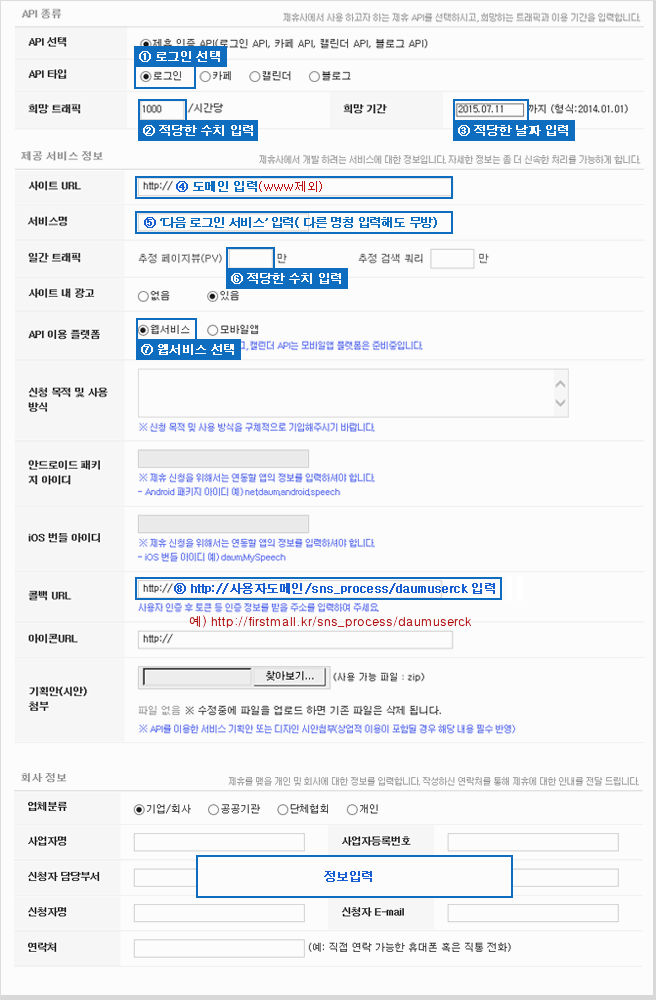 API 종류
제휴사에서 사용 하고자 하는 제휴 API를 선택하시고, 희망하는 트래픽과 이용 기간을 입력합니다.
API 선택
제휴 인증 API(로그인 API, 카페 API, 캘린더 API, 블로그 API)
① 로그인 선택
API 타입
로그인 카페 캘린더 블로그
희망 트래픽
1000 /시간당
희망 기간
2015.07.11 까지 (형식:2014.01.01)
② 적당한 수치 입력
③ 적당한 날짜 입력
제공 서비스 정보
제휴사에서 개발 하려는 서비스에 대한 정보입니다. 자세한 정보는 좀 더 신속한 처리를 가능하게 합니다.
사이트 URL
http:// ④ 도메인 입력(www제외)
서비스명
⑤ ‘다음 로그인 서비스’ 입력( 다른 명칭 입력해도 무방)
일간 트래픽
추정 페이지뷰(PV) 만
추정 검색 쿼리 만
⑥ 적당한 수치 입력
사이트 내 광고
없음 있음
API 이용 플랫폼
웹서비스 모바일앱
⑦ 웹서비스 선택
,캘린더 API는 모바일앱 플랫폼은 준비중입니다.
신청 목적 및 사용
방식
※ 신청 목적 및 사용 방식을 구체적으로 기입해주시기 바랍니다.
안드로이드 패키
지 아이디
※ 제휴 신청을 위해서는 연동할 앱의 정보를 입력하셔야 합니다.
- Android 패키지 아이디 예) net.daum.android.speech
iOS 번들 아이디
※ 제휴 신청을 위해서는 연동할 앱의 정보를 입력하셔야 합니다.
- iOS 번들 아이디 예) daum.MySpeech
콜백 URL
http:// ⑧ http://사용자도메인/sns_process/daumuserck 입력
사용자 인증 후 토큰 등 인증 정보를 받을 주소를 입력하여 주세요.
예) http://firstmall.kr/sns_process/daumuserck
아이콘URL
http://
기획안(시안)
첨부
찾아보기... (사용 가능 파일 : zip)
파일 없음 ※ 수정중에 파일을 업로드 하면 기존 파일은 삭제 됩니다.
※ API를 이용한 서비스 기획안 또는 디자인 시안첨부(상업적 이용이 포함될 경우 해당 내용 필수 반영)
회사 정보
제휴를 맺을 개인 및 회사에 대한 정보를 입력합니다. 작성하신 연락처를 통해 제휴에 대한 안내를 전달 드립니다.
업체분류
기업/회사 공공기관 단체협회 개인
사업자명
사업자등록번호
신청자 담당부서
정보입력
신청자명
신청자 E-mail
연락처
(예: 직접 연락 가능한 휴대폰 혹은 직통 전화)